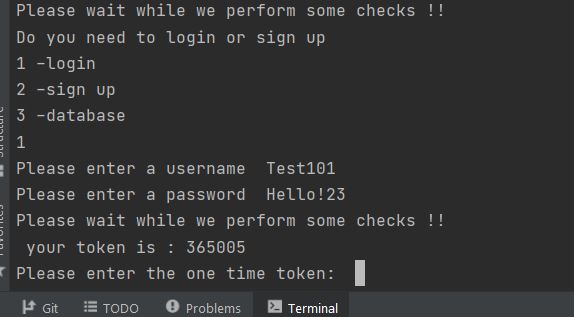 Please wait while we perform some checks !!
Do you need to login or sign up
1 -login
2 -sign up
3 -database
1
Please enter a username  Test101
Please enter a password  Hello!23
Please wait while we perform some checks !!
 your token is : 365005
Please enter the one time token:
Structure
Favorites
Git TODO Problems Terminal